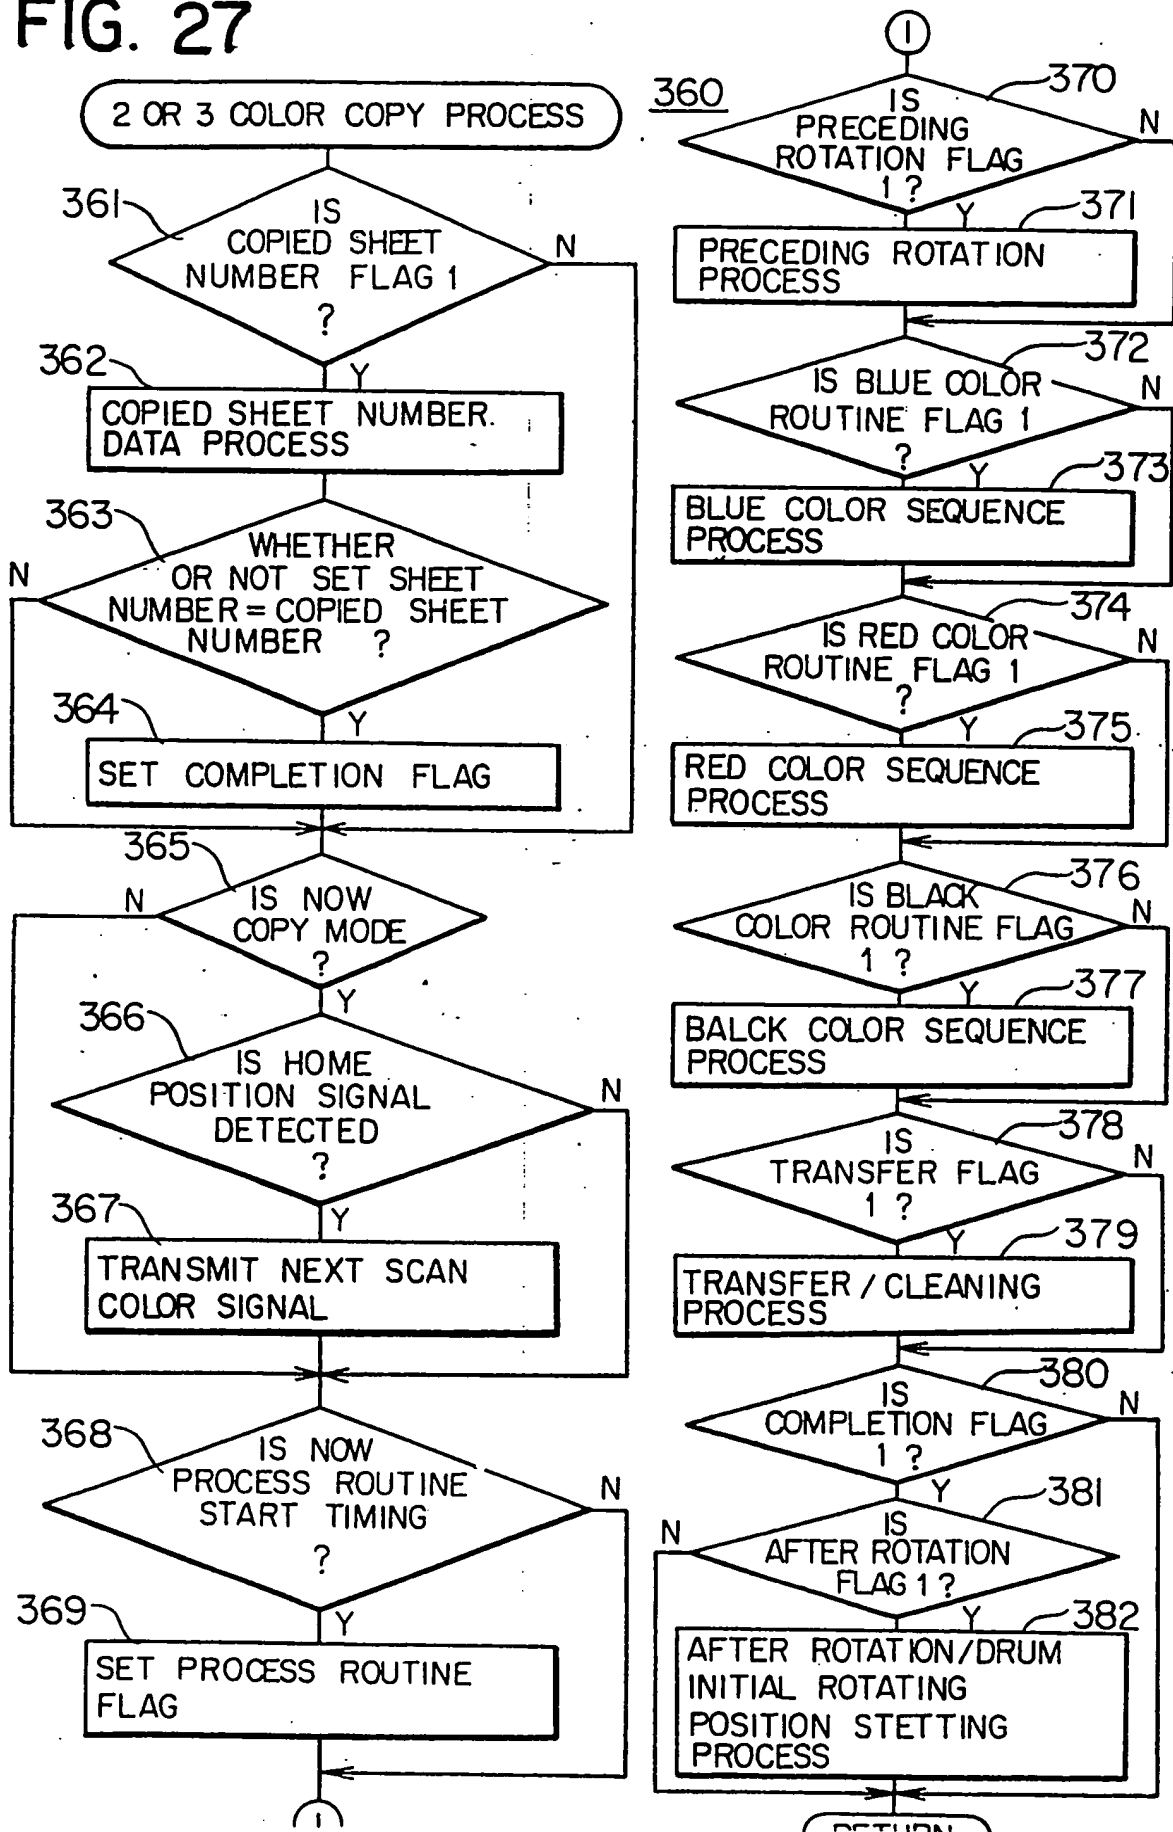 FIG. 27
2 OR 3 COLOR COPY PROCESS
361
IS
COPIED SHEET
NUMBER FLAG 1
?
N
Y
362
COPIED SHEET NUMBER.
DATA PROCESS
363
WHETHER
OR NOT SET SHEET
NUMBER = COPIED SHEET
NUMBER ?
N
Y
364
SET COMPLETION FLAG
365
IS NOW
COPY MODE
?
N
Y
366
IS HOME
POSITION SIGNAL
DETECTED
?
N
Y
367
TRANSMIT NEXT SCAN
COLOR SIGNAL
368
IS NOW
PROCESS ROUTINE
START TIMING
?
N
Y
369
SET PROCESS ROUTINE
FLAG
1
1
360
370
IS
PRECEDING
ROTATION FLAG
1 ?
N
Y
371
PRECEDING ROTATION
PROCESS
372
IS BLUE COLOR
ROUTINE FLAG 1
?
N
Y
373
BLUE COLOR SEQUENCE
PROCESS
374
IS RED COLOR
ROUTINE FLAG 1
?
N
Y
375
RED COLOR SEQUENCE
PROCESS
376
IS BLACK
COLOR ROUTINE FLAG
1 ?
N
Y
377
BALCK COLOR SEQUENCE
PROCESS
378
IS
TRANSFER FLAG
1 ?
N
Y
379
TRANSFER / CLEANING
PROCESS
380
IS
COMPLETION FLAG
1 ?
N
Y
381
IS
AFTER ROTATION
FLAG 1 ?
N
Y
382
AFTER ROTATION/DRUM
INITIAL ROTATING
POSITION STETTING
PROCESS
RETURN